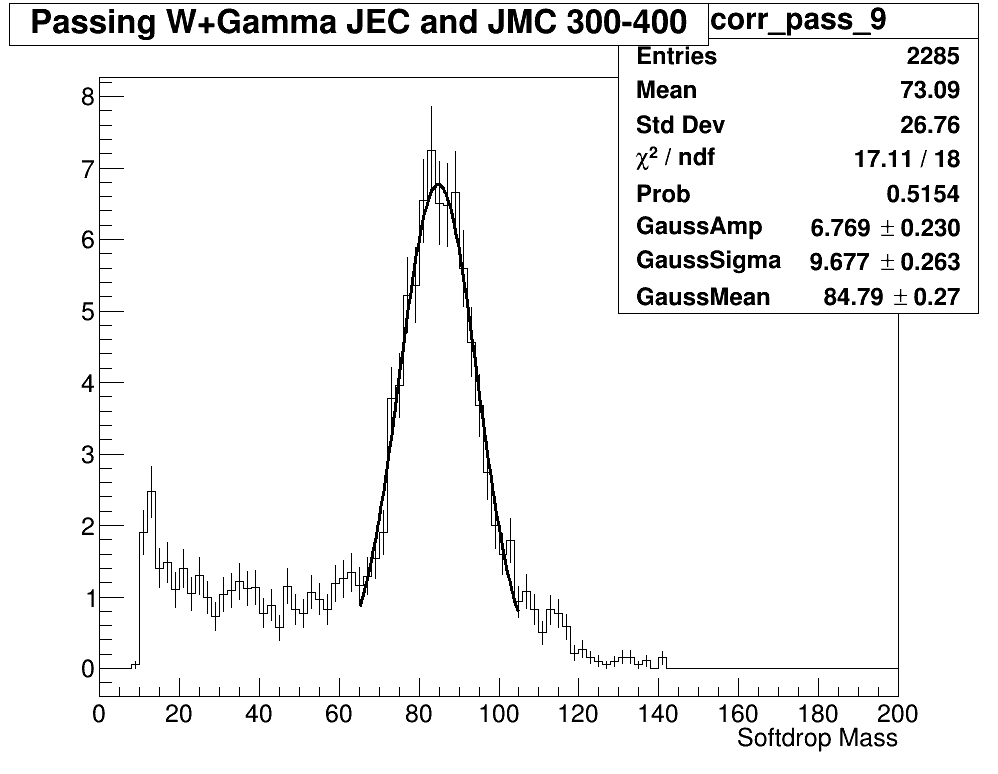 Passing W+Gamma JEC and JMC 300-400
corr_pass_9
Entries 2285
Mean 73.09
Std Dev 26.76
χ² / ndf 17.11 / 18
Prob 0.5154
GaussAmp 6.769 ± 0.230
GaussSigma 9.677 ± 0.263
GaussMean 84.79 ± 0.27
8
7
6
5
4
3
2
1
0
0 20 40 60 80 100 120 140 160 180 200
Softdrop Mass